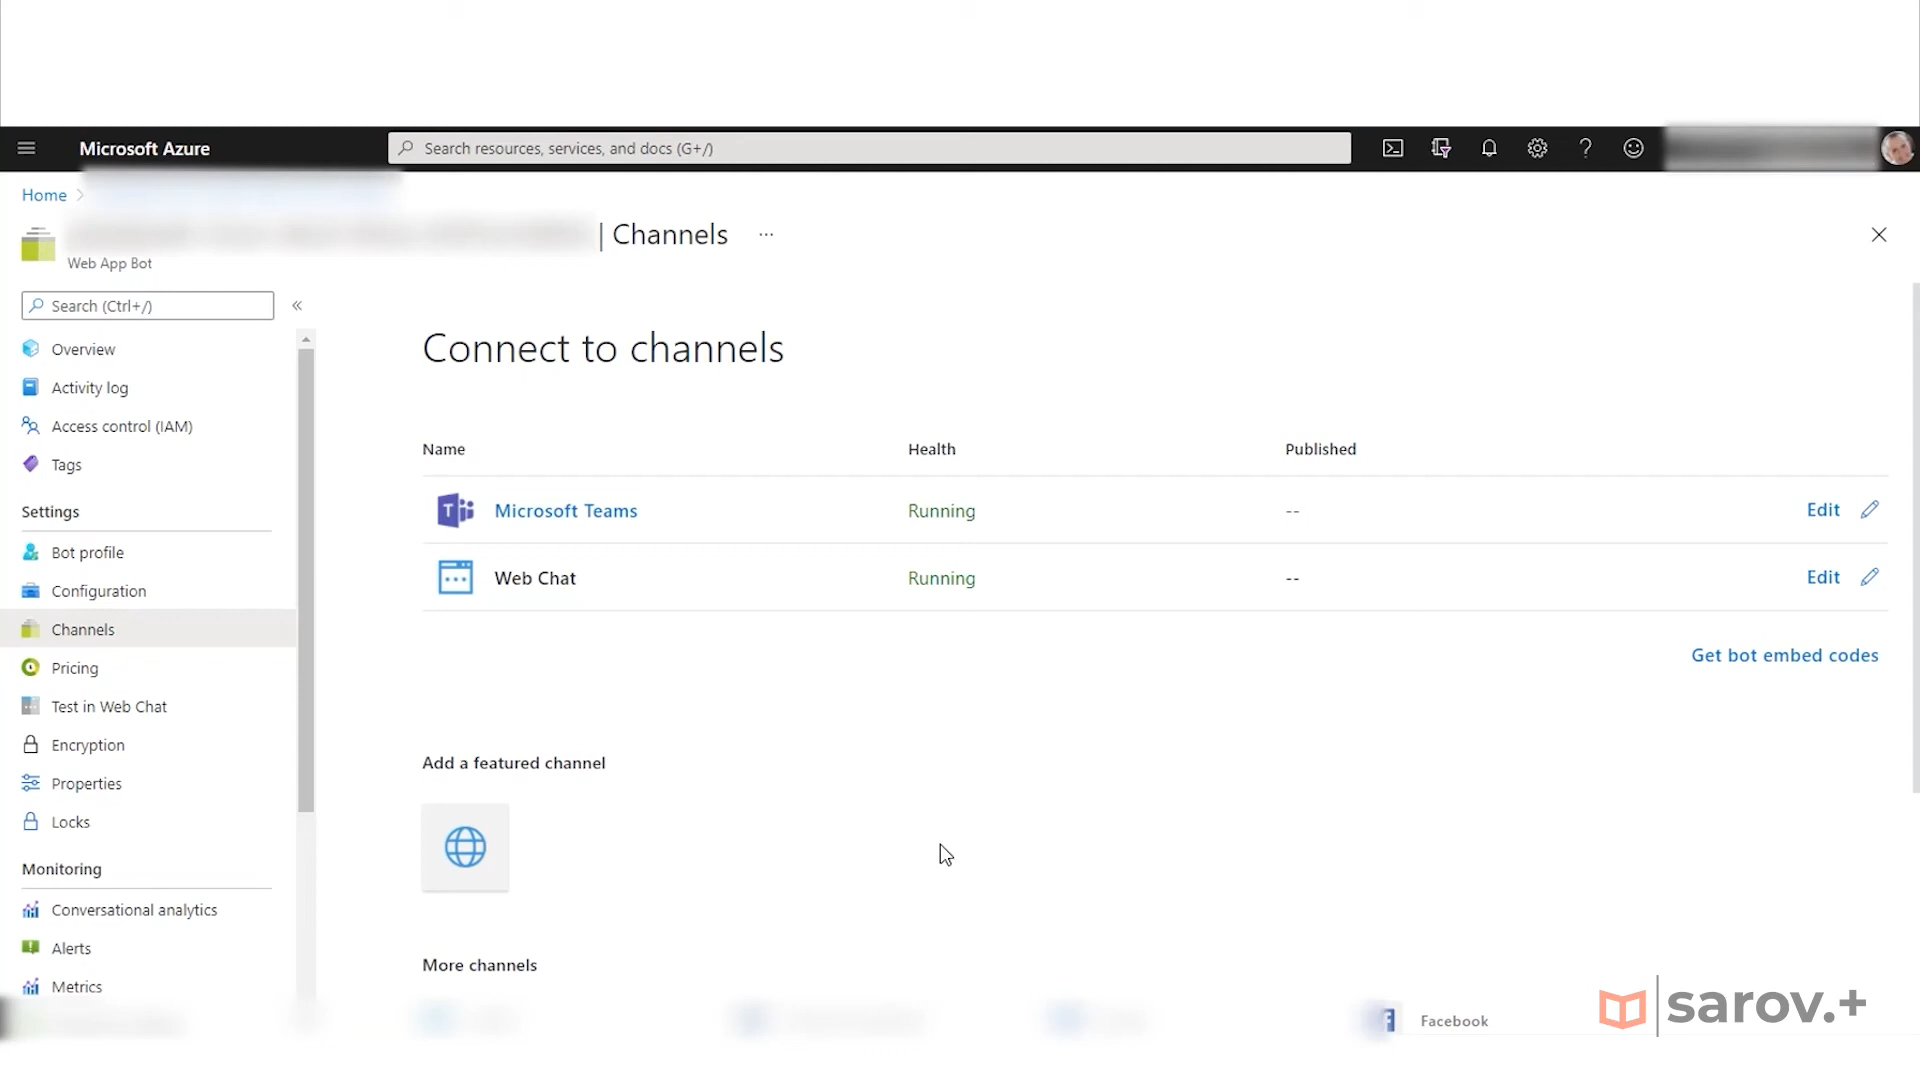 Microsoft Azure
Search resources, services, and docs (G+/)
Home
| Channels
...
Web App Bot
Search (Ctrl+/)
Overview
Activity log
Access control (IAM)
Tags
Settings
Bot profile
Configuration
Channels
Pricing
Test in Web Chat
Encryption
Properties
Locks
Monitoring
Conversational analytics
Alerts
Metrics
Connect to channels
Name Health Published
Microsoft Teams Running -- Edit
Web Chat Running -- Edit
Get bot embed codes
Add a featured channel
More channels
Facebook
sarov.+